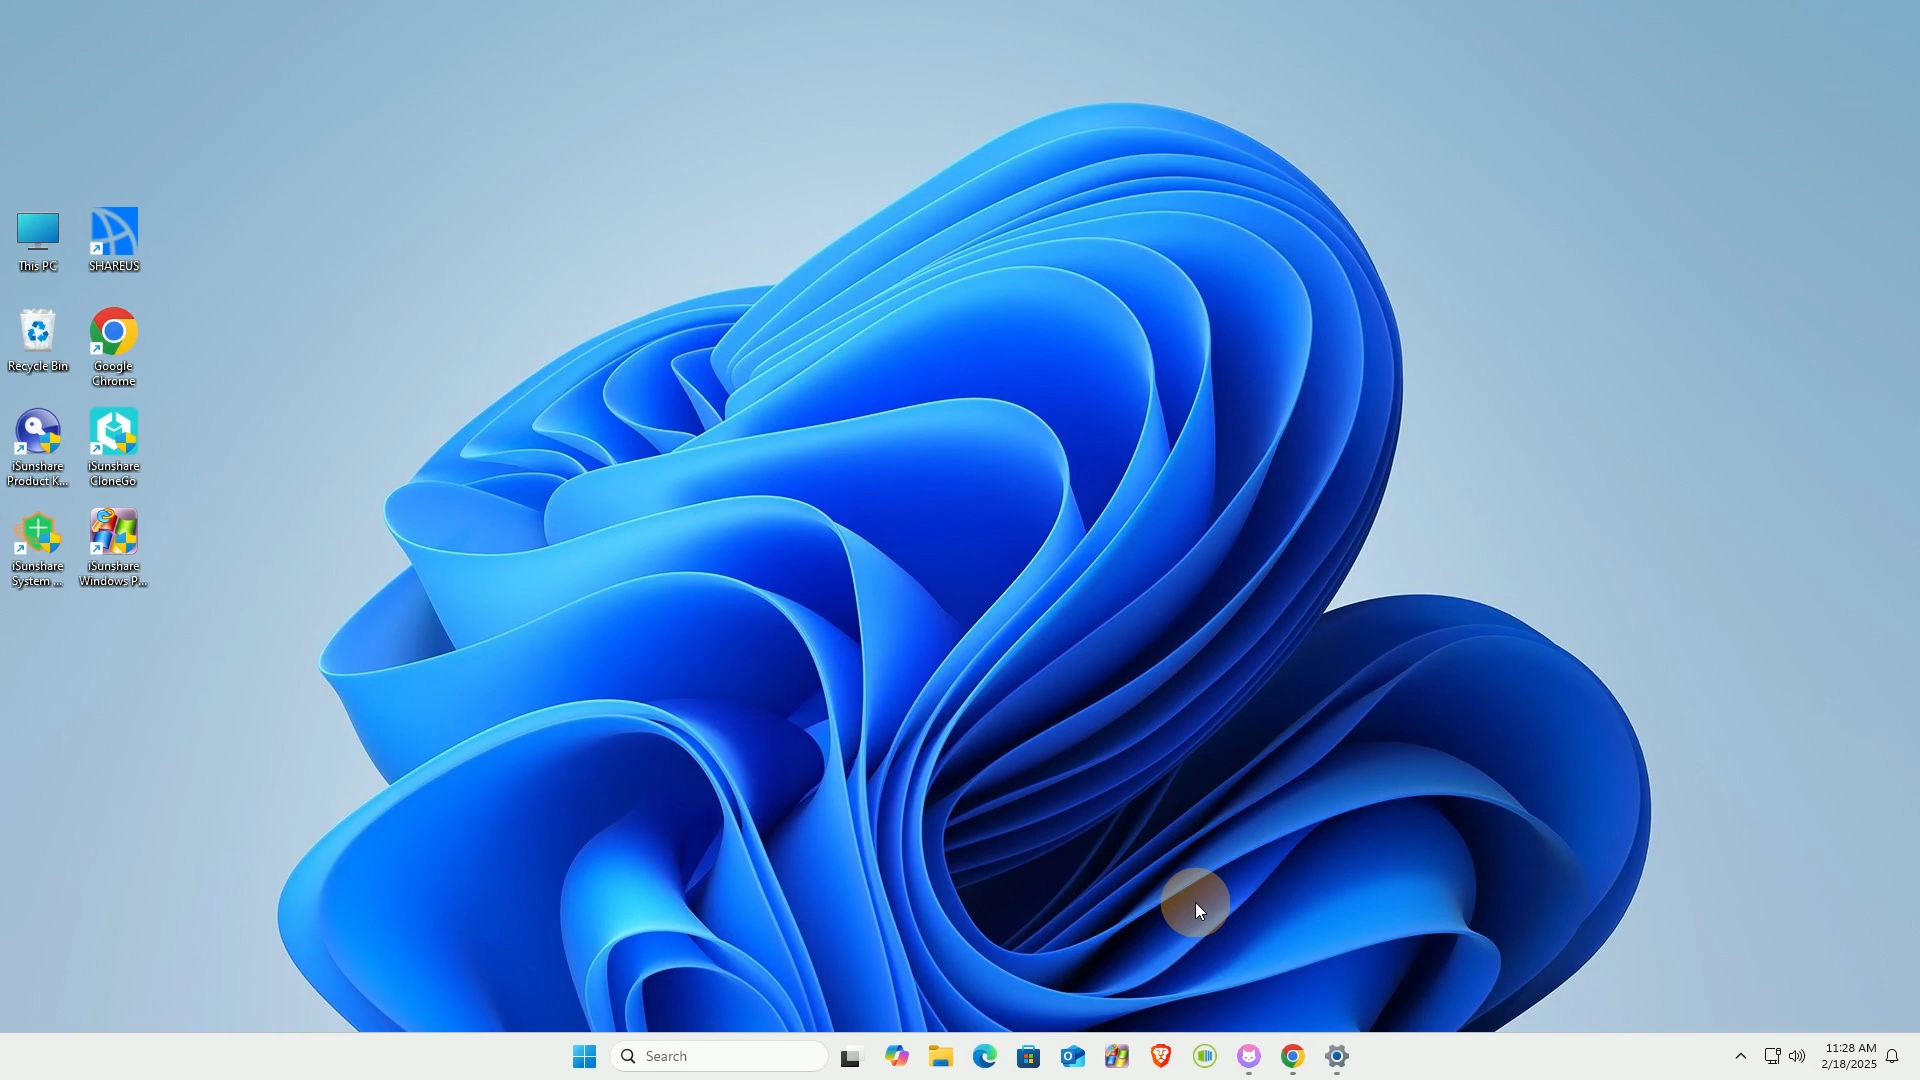 This PC
SHAREUS
Recycle Bin
Google
Chrome
iSunshare
Product K...
iSunshare
CloneGo
iSunshare
System ...
iSunshare
Windows P...
Search
11:28 AM
2/18/2025